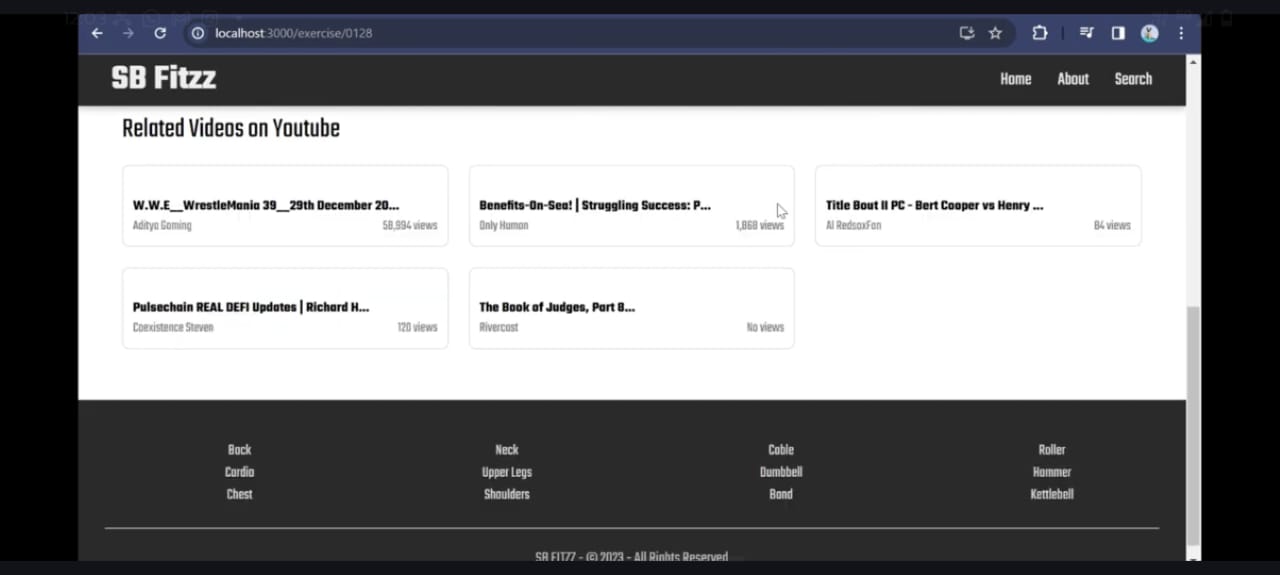 12:03
localhost:3000/exercise/0128
SB Fitzz
Home About Search
Related Videos on Youtube
W.W.E__WrestleMania 39__29th December 20...
Aditya Gaming 58,994 views
Benefits-On-Sea! | Struggling Success: P...
Only Human 1,868 views
Title Bout II PC - Bert Cooper vs Henry ...
Al RedsoxFan 84 views
Pulsechain REAL DEFI Updates | Richard H...
Coexistence Steven 120 views
The Book of Judges, Part 8...
Rivercast No views
Back Neck Cable Roller
Cardio Upper Legs Dumbbell Hammer
Chest Shoulders Band Kettlebell
SB FITZZ - © 2023 - All Rights Reserved